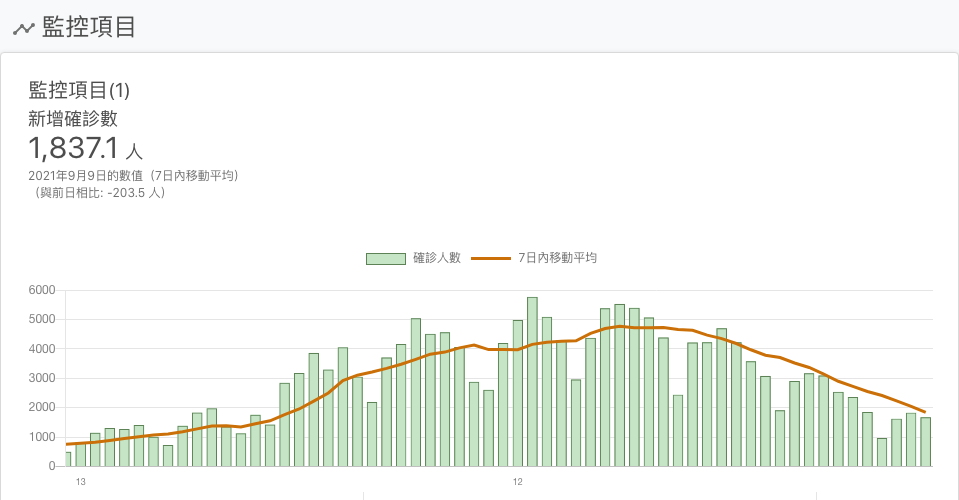 監控項目
監控項目(1)
新增確診數
1,837.1 人
2021年9月9日的數值（7日內移動平均）
（與前日相比: -203.5 人）
確診人數 7日內移動平均
6000
5000
4000
3000
2000
1000
0
13 12